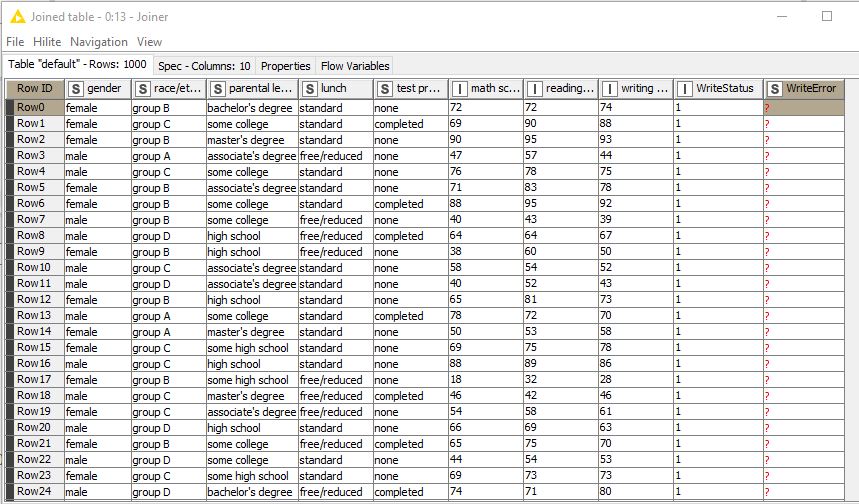 Joined table - 0:13 - Joiner
File Hilite Navigation View
Table "default" - Rows: 1000 Spec - Columns: 10 Properties Flow Variables
Row ID S gender S race/et... S parental le... S lunch S test pr... I math sc... I reading... I writing ... I WriteStatus S WriteError
Row0 female group B bachelor's degree standard none 72 72 74 1 ?
Row1 female group C some college standard completed 69 90 88 1 ?
Row2 female group B master's degree standard none 90 95 93 1 ?
Row3 male group A associate's degree free/reduced none 47 57 44 1 ?
Row4 male group C some college standard none 76 78 75 1 ?
Row5 female group B associate's degree standard none 71 83 78 1 ?
Row6 female group B some college standard completed 88 95 92 1 ?
Row7 male group B some college free/reduced none 40 43 39 1 ?
Row8 male group D high school free/reduced completed 64 64 67 1 ?
Row9 female group B high school free/reduced none 38 60 50 1 ?
Row10 male group C associate's degree standard none 58 54 52 1 ?
Row11 male group D associate's degree standard none 40 52 43 1 ?
Row12 female group B high school standard none 65 81 73 1 ?
Row13 male group A some college standard completed 78 72 70 1 ?
Row14 female group A master's degree standard none 50 53 58 1 ?
Row15 female group C some high school standard none 69 75 78 1 ?
Row16 male group C high school standard none 88 89 86 1 ?
Row17 female group B some high school free/reduced none 18 32 28 1 ?
Row18 male group C master's degree free/reduced completed 46 42 46 1 ?
Row19 female group C associate's degree free/reduced none 54 58 61 1 ?
Row20 male group D high school standard none 66 69 63 1 ?
Row21 female group B some college free/reduced completed 65 75 70 1 ?
Row22 male group D some college standard none 44 54 53 1 ?
Row23 female group C some high school standard none 69 73 73 1 ?
Row24 male group D bachelor's degree free/reduced completed 74 71 80 1 ?